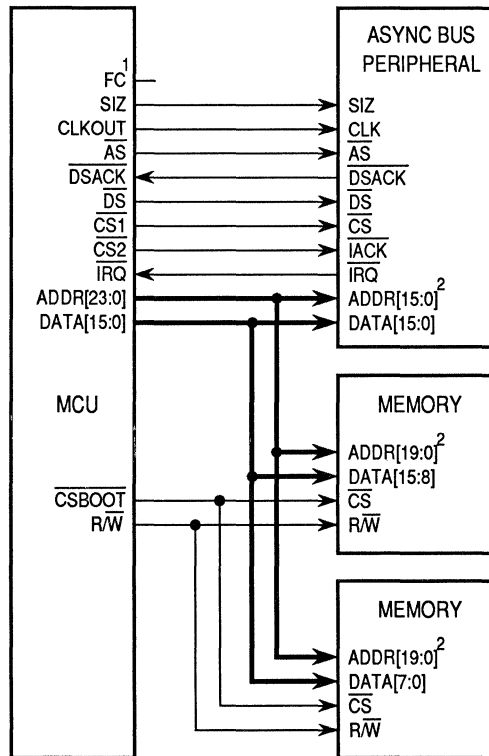 FC 1
SIZ
CLKOUT
AS
DSACK
DS
CS1
CS2
IRQ
ADDR[23:0]
DATA[15:0]
MCU
CSBOOT
R/W
ASYNC BUS
PERIPHERAL
SIZ
CLK
AS
DSACK
DS
CS
IACK
IRQ
ADDR[15:0] 2
DATA[15:0]
MEMORY
ADDR[19:0] 2
DATA[15:8]
CS
R/W
MEMORY
ADDR[19:0] 2
DATA[7:0]
CS
R/W